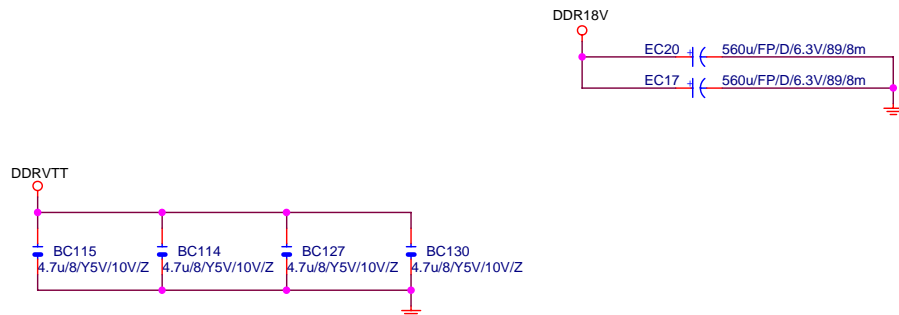 DDR18V
EC20 + 560u/FP/D/6.3V/89/8m
EC17 + 560u/FP/D/6.3V/89/8m
DDRVTT
BC115 BC114 BC127 BC130
4.7u/8/Y5V/10V/Z 4.7u/8/Y5V/10V/Z 4.7u/8/Y5V/10V/Z 4.7u/8/Y5V/10V/Z